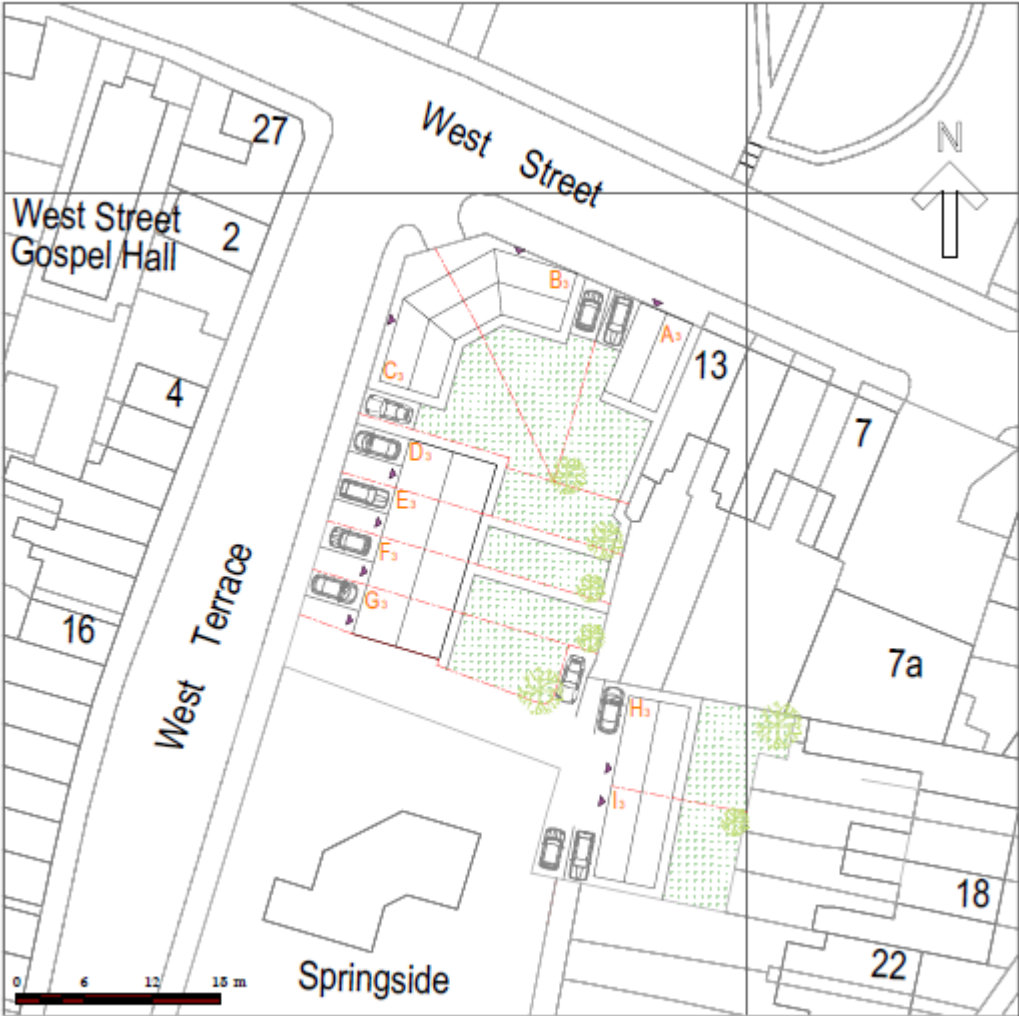 West Street
N
27
West Street
Gospel Hall
2
B3
A3
13
C3
4
7
D3
E3
F3
G3
16
West Terrace
7a
H3
I3
18
22
Springside
0 6 12 18 m